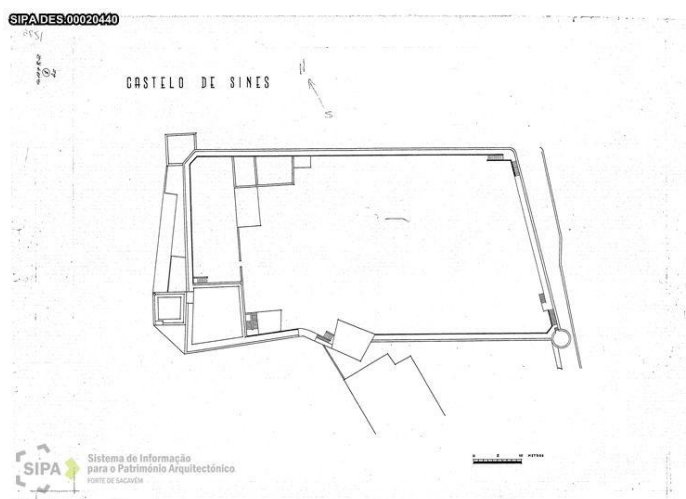 SIPA.DES.00020440
CASTELO DE SINES
N
S
METROS
SIPA
Sistema de Informação
para o Património Arquitectónico
FORTE DE SACAVÉM